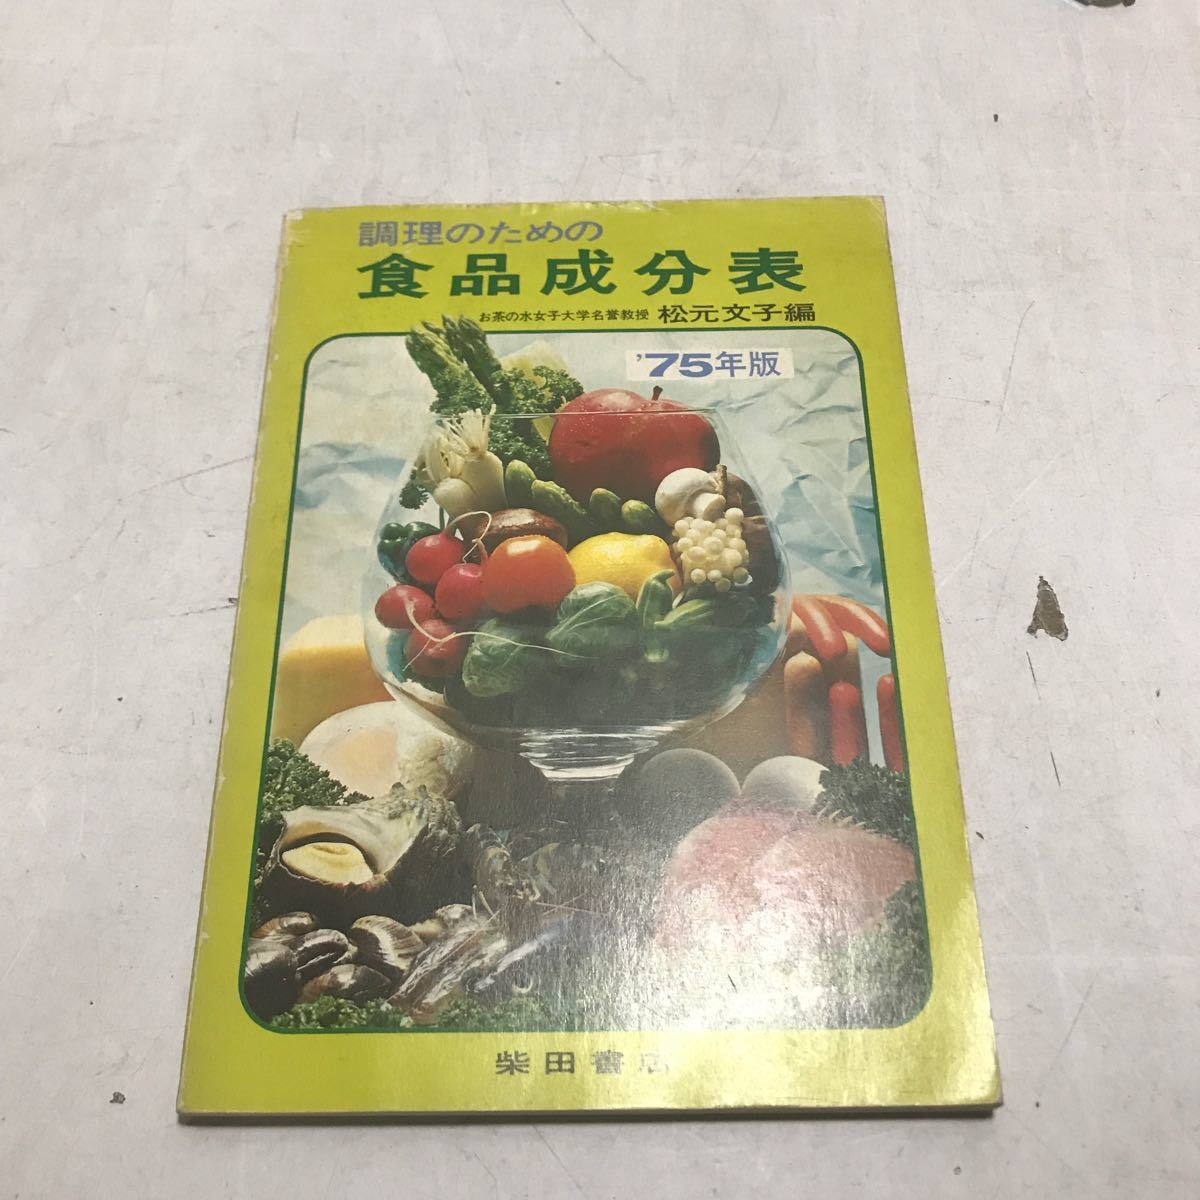 調理のための
食品成分表
お茶の水女子大学名誉教授 松元文子編
'75年版
柴田書店